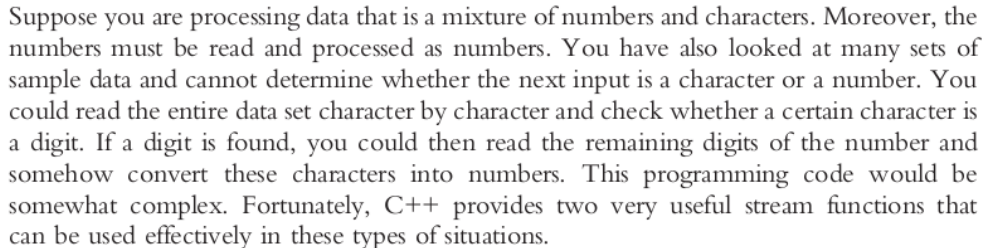 Suppose you are processing data that is a mixture of numbers and characters. Moreover, the
numbers must be read and processed as numbers. You have also looked at many sets of
sample data and cannot determine whether the next input is a character or a number. You
could read the entire data set character by character and check whether a certain character is
a digit. If a digit is found, you could then read the remaining digits of the number and
somehow convert these characters into numbers. This programming code would be
somewhat complex. Fortunately, C++ provides two very useful stream functions that
can be used effectively in these types of situations.